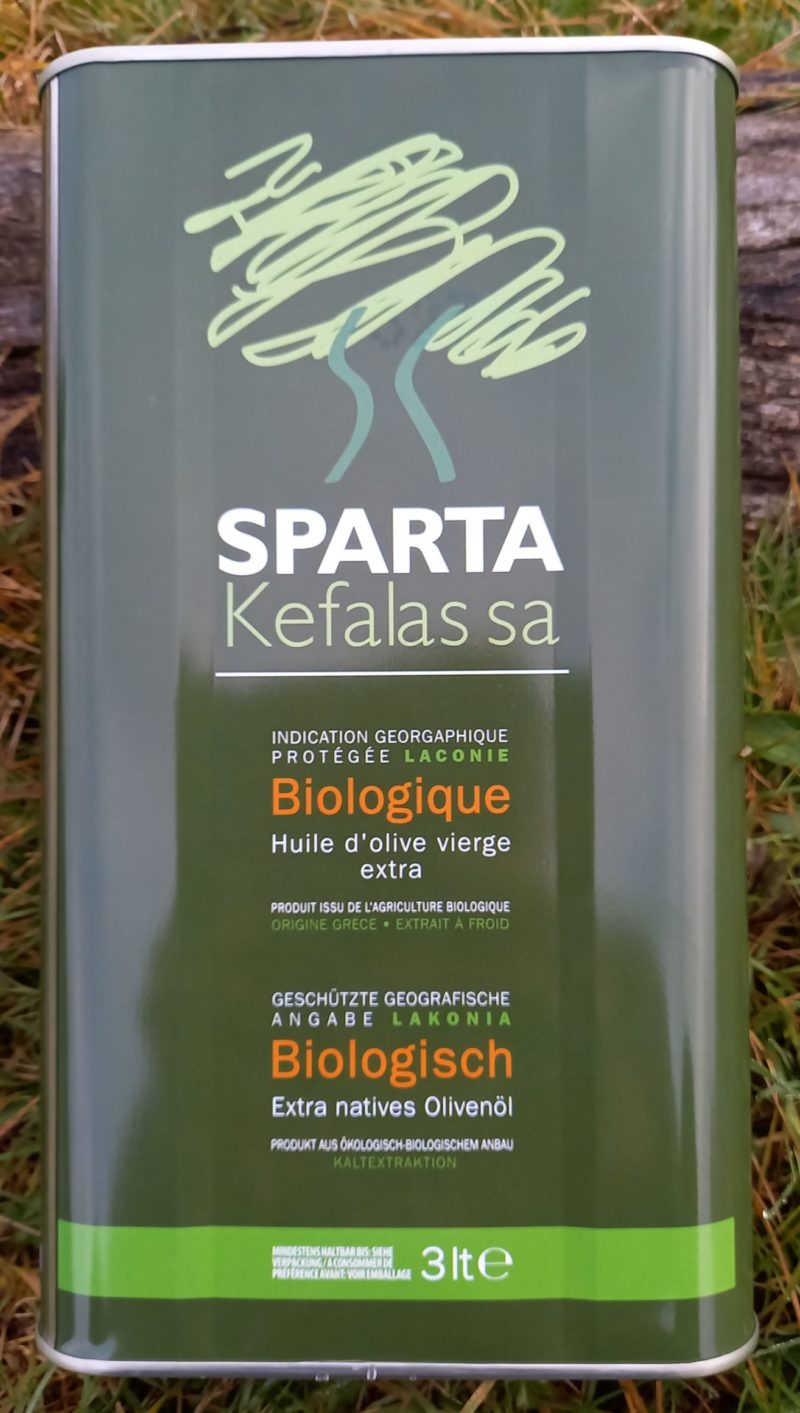 SPARTA
Kefalas sa
INDICATION GEORGAPHIQUE
PROTÉGÉE LACONIE
Biologique
Huile d'olive vierge
extra
PRODUIT ISSU DE L'AGRICULTURE BIOLOGIQUE
ORIGINE GRÈCE • EXTRAIT À FROID
GESCHÜTZTE GEOGRAFISCHE
ANGABE LAKONIA
Biologisch
Extra natives Olivenöl
PRODUKT AUS ÖKOLOGISCH-BIOLOGISCHEM ANBAU
KALTEXTRAKTION
MINDESTENS HALTBAR BIS: SIEHE
VERPACKUNG / A CONSOMMER DE
PRÉFÉRENCE AVANT: VOIR EMBALLAGE
3 lt ℮